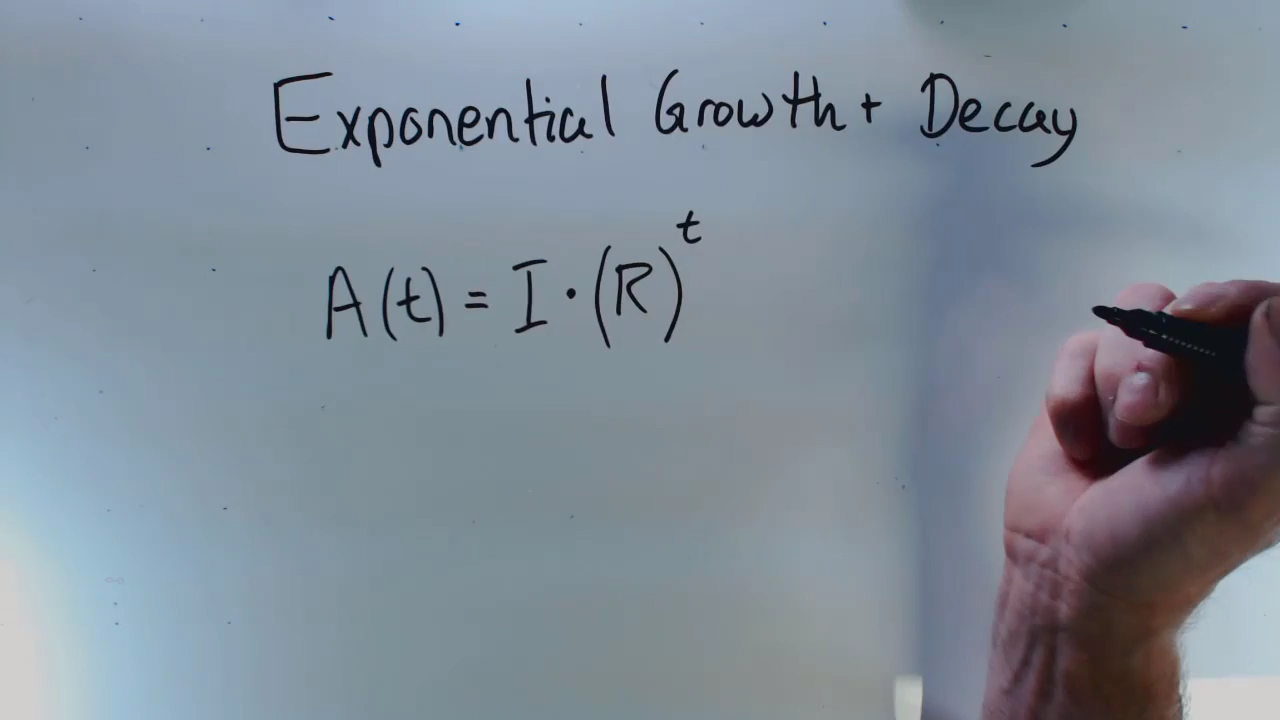 Exponential Growth + Decay
A(t) = I · (R)^t